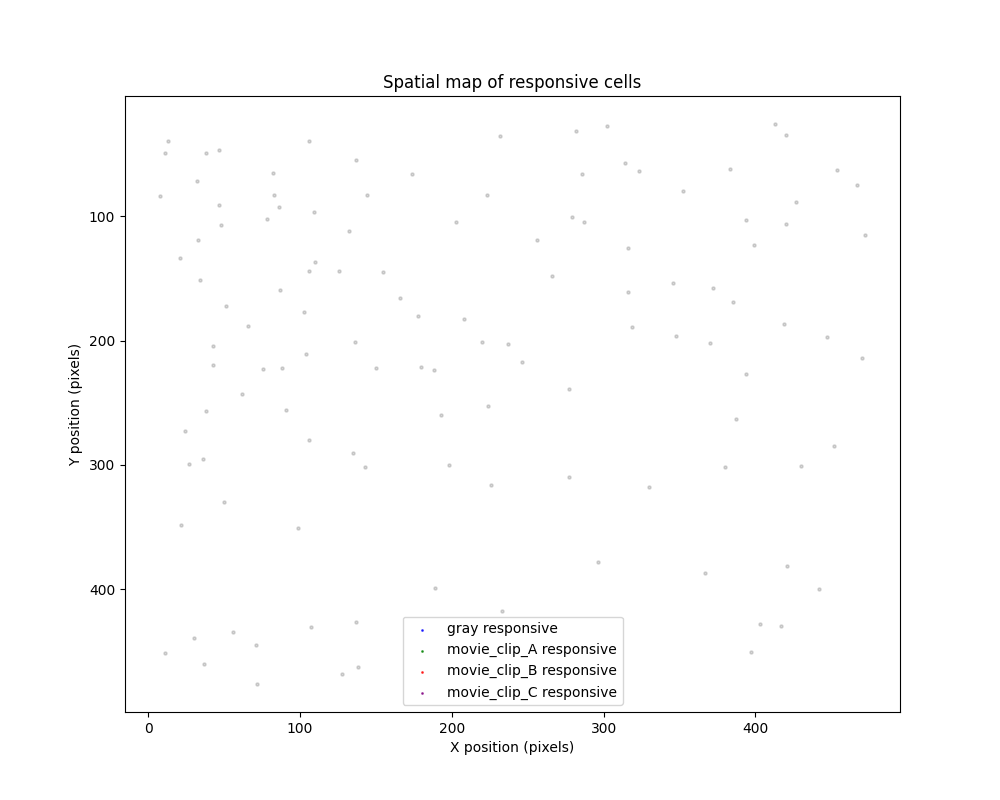 Spatial map of responsive cells
Y position (pixels)
100
200
300
400
gray responsive
movie_clip_A responsive
movie_clip_B responsive
movie_clip_C responsive
0 100 200 300 400
X position (pixels)